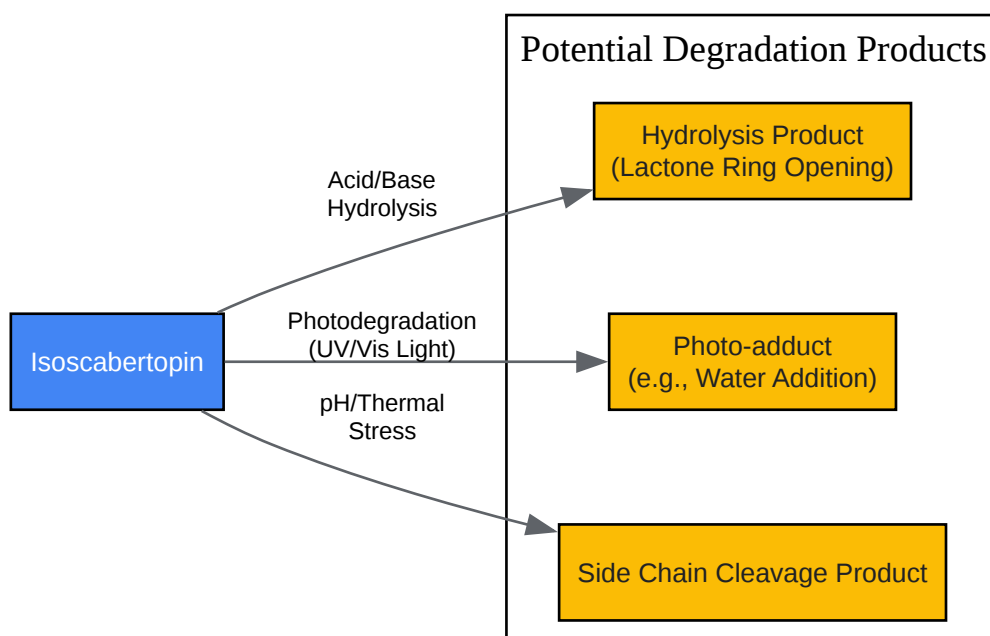 Potential Degradation Products
Hydrolysis Product
(Lactone Ring Opening)
Acid/Base
Hydrolysis
Isoscabertopin
Photodegradation
(UV/Vis Light)
Photo-adduct
(e.g., Water Addition)
pH/Thermal
Stress
Side Chain Cleavage Product